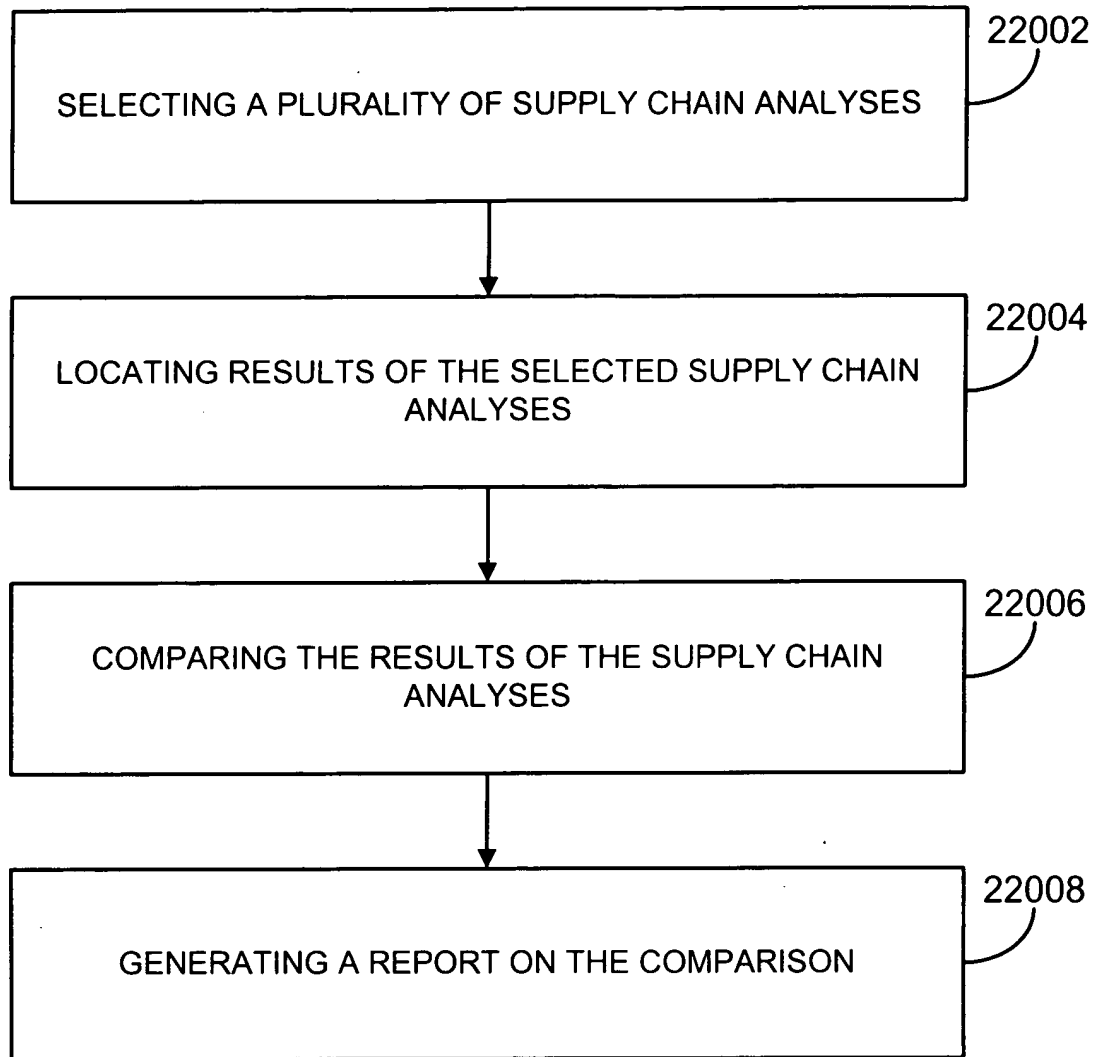 22002
SELECTING A PLURALITY OF SUPPLY CHAIN ANALYSES
22004
LOCATING RESULTS OF THE SELECTED SUPPLY CHAIN
ANALYSES
22006
COMPARING THE RESULTS OF THE SUPPLY CHAIN
ANALYSES
22008
GENERATING A REPORT ON THE COMPARISON